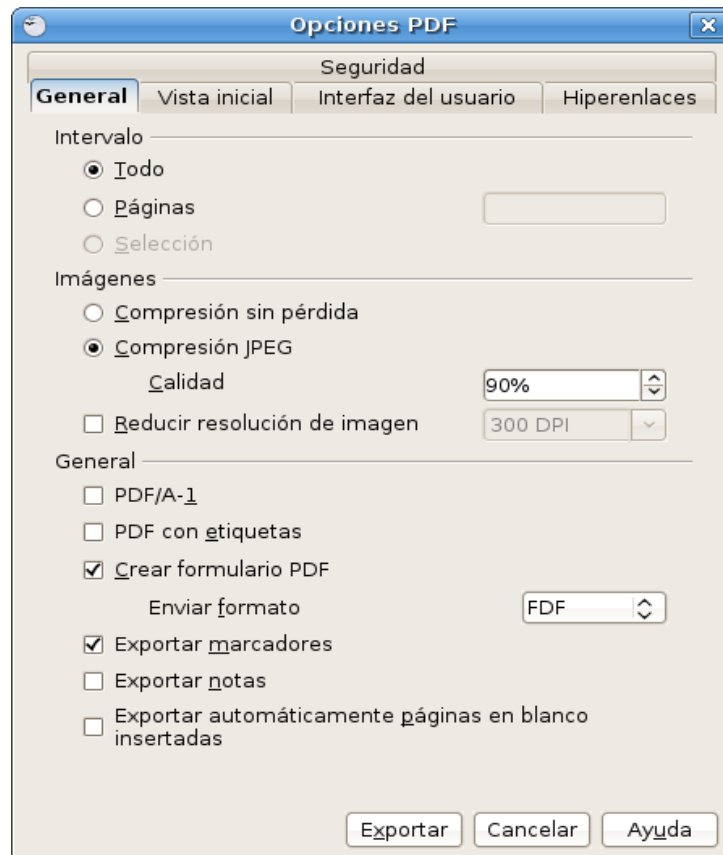 Opciones PDF
Seguridad
General
Vista inicial
Interfaz del usuario
Hiperenlaces
Intervalo
Todo
Páginas
Selección
Imágenes
Compresión sin pérdida
Compresión JPEG
Calidad
90%
Reducir resolución de imagen
300 DPI
General
PDF/A-1
PDF con etiquetas
Crear formulario PDF
Enviar formato
FDF
Exportar marcadores
Exportar notas
Exportar automáticamente páginas en blanco
insertadas
Exportar
Cancelar
Ayuda